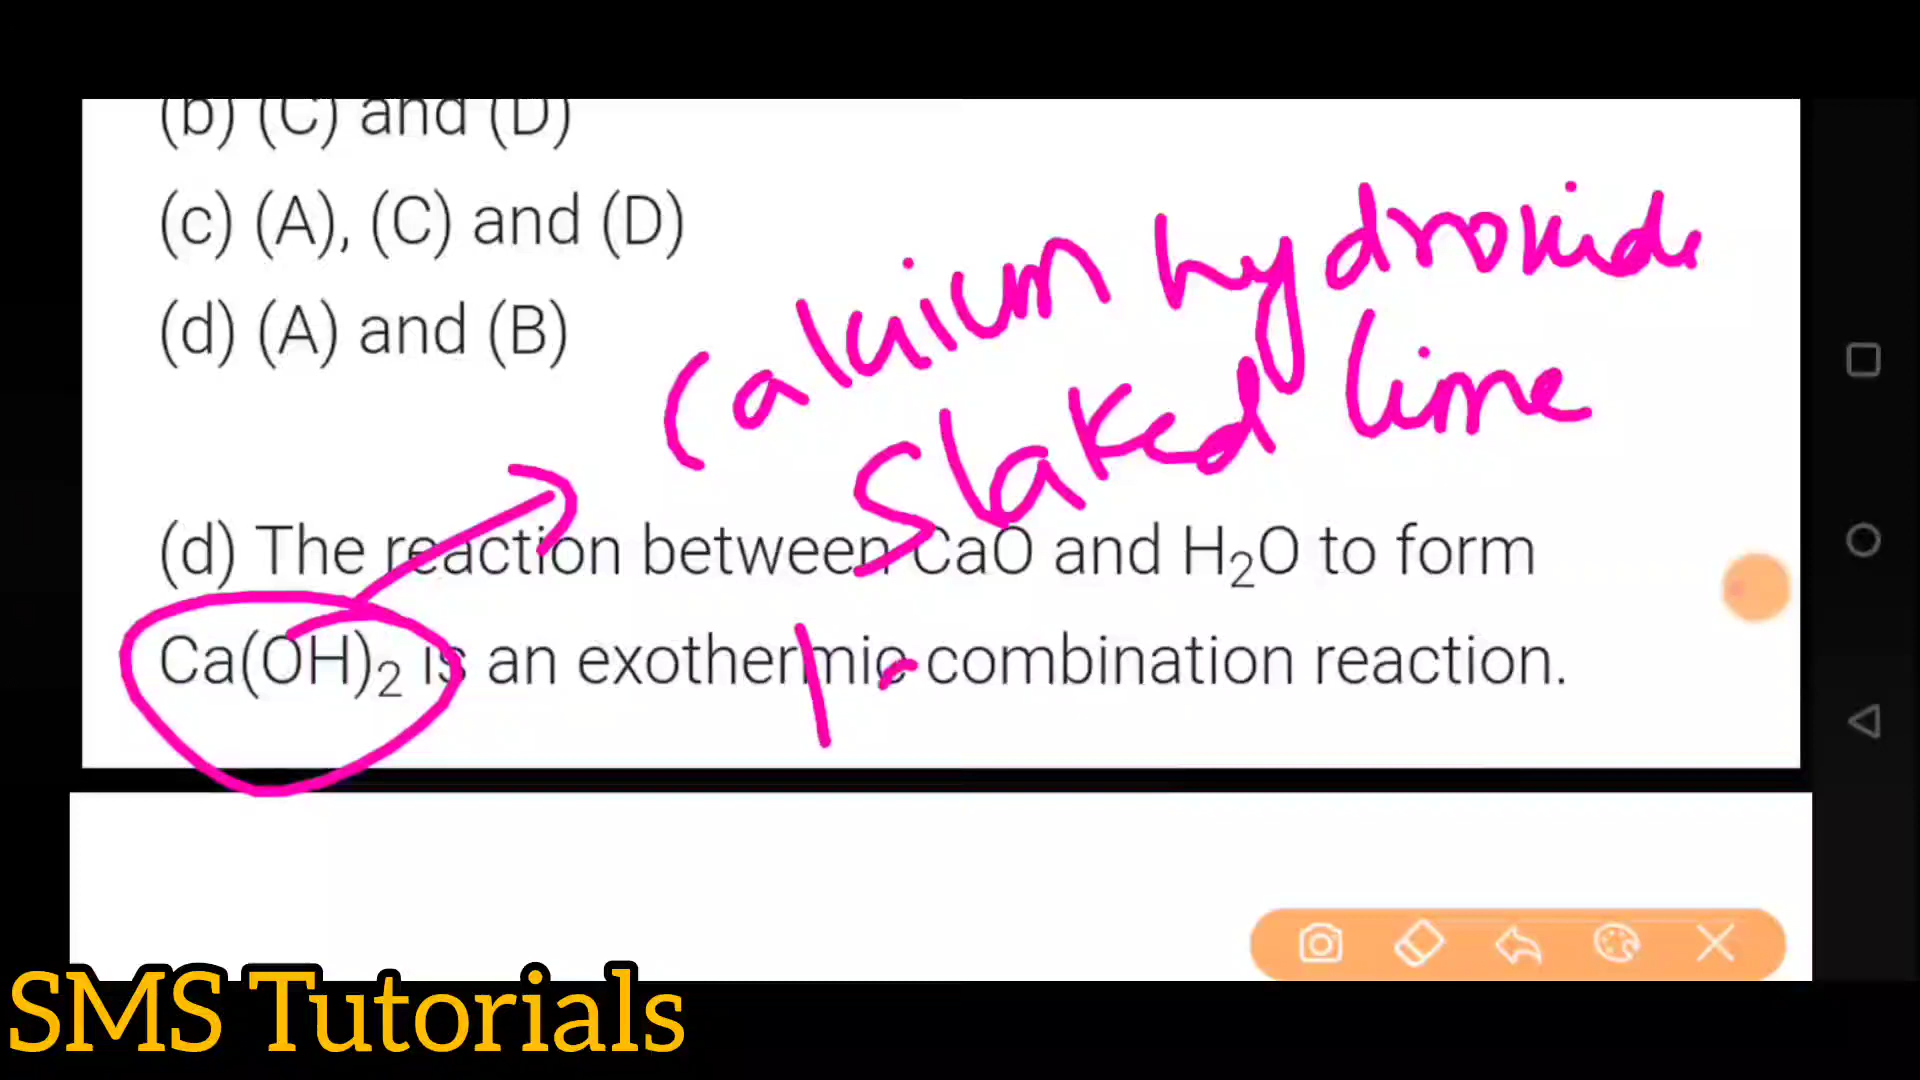 (b) (C) and (D)
(c) (A), (C) and (D)
(d) (A) and (B)
Calcium hydroxide
Slaked lime
(d) The reaction between CaO and H₂O to form
Ca(OH)₂ is an exothermic combination reaction.
SMS Tutorials